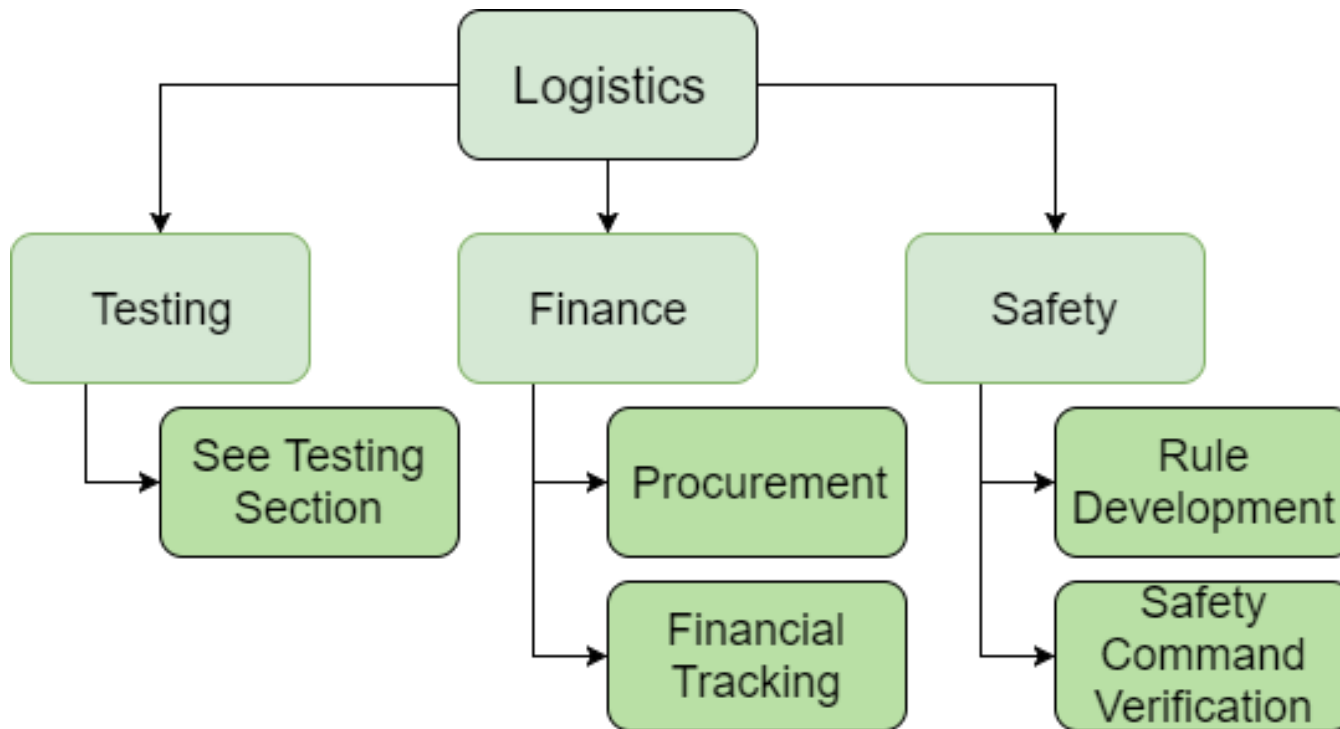 Logistics
Testing
Finance
Safety
See Testing
Section
Procurement
Rule
Development
Financial
Tracking
Safety
Command
Verification